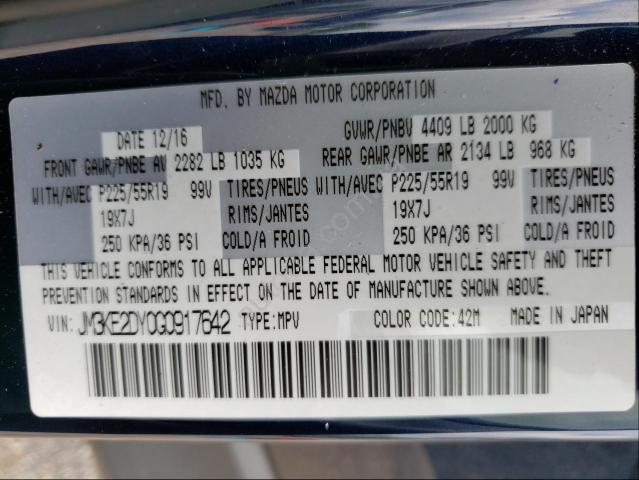 MFD. BY MAZDA MOTOR CORPORATION
DATE 12/16 GVWR/PNBV 4409 LB 2000 KG
FRONT GAWR/PNBE AV 2282 LB 1035 KG REAR GAWR/PNBE AR 2134 LB 968 KG
WITH/AVEC P225/55R19 99V TIRES/PNEUS WITH/AVEC P225/55R19 99V TIRES/PNEUS
19X7J RIMS/JANTES 19X7J RIMS/JANTES
250 KPA/36 PSI COLD/A FROID 250 KPA/36 PSI COLD/A FROID
THIS VEHICLE CONFORMS TO ALL APPLICABLE FEDERAL MOTOR VEHICLE SAFETY AND THEFT
PREVENTION STANDARDS IN EFFECT ON THE DATE OF MANUFACTURE SHOWN ABOVE.
VIN: JM3KE2DY0G0917642 TYPE:MPV COLOR CODE:42M MADE IN JAPAN